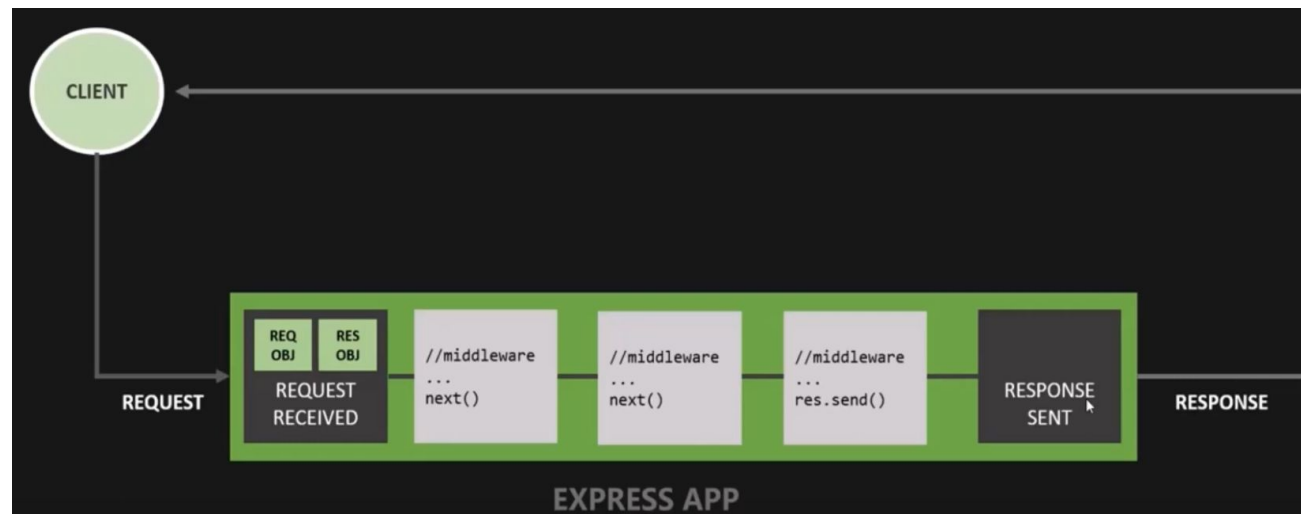 CLIENT
REQUEST
REQ
OBJ
RES
OBJ
REQUEST
RECEIVED
//middleware
...
next()
//middleware
...
next()
//middleware
...
res.send()
RESPONSE
SENT
RESPONSE
EXPRESS APP